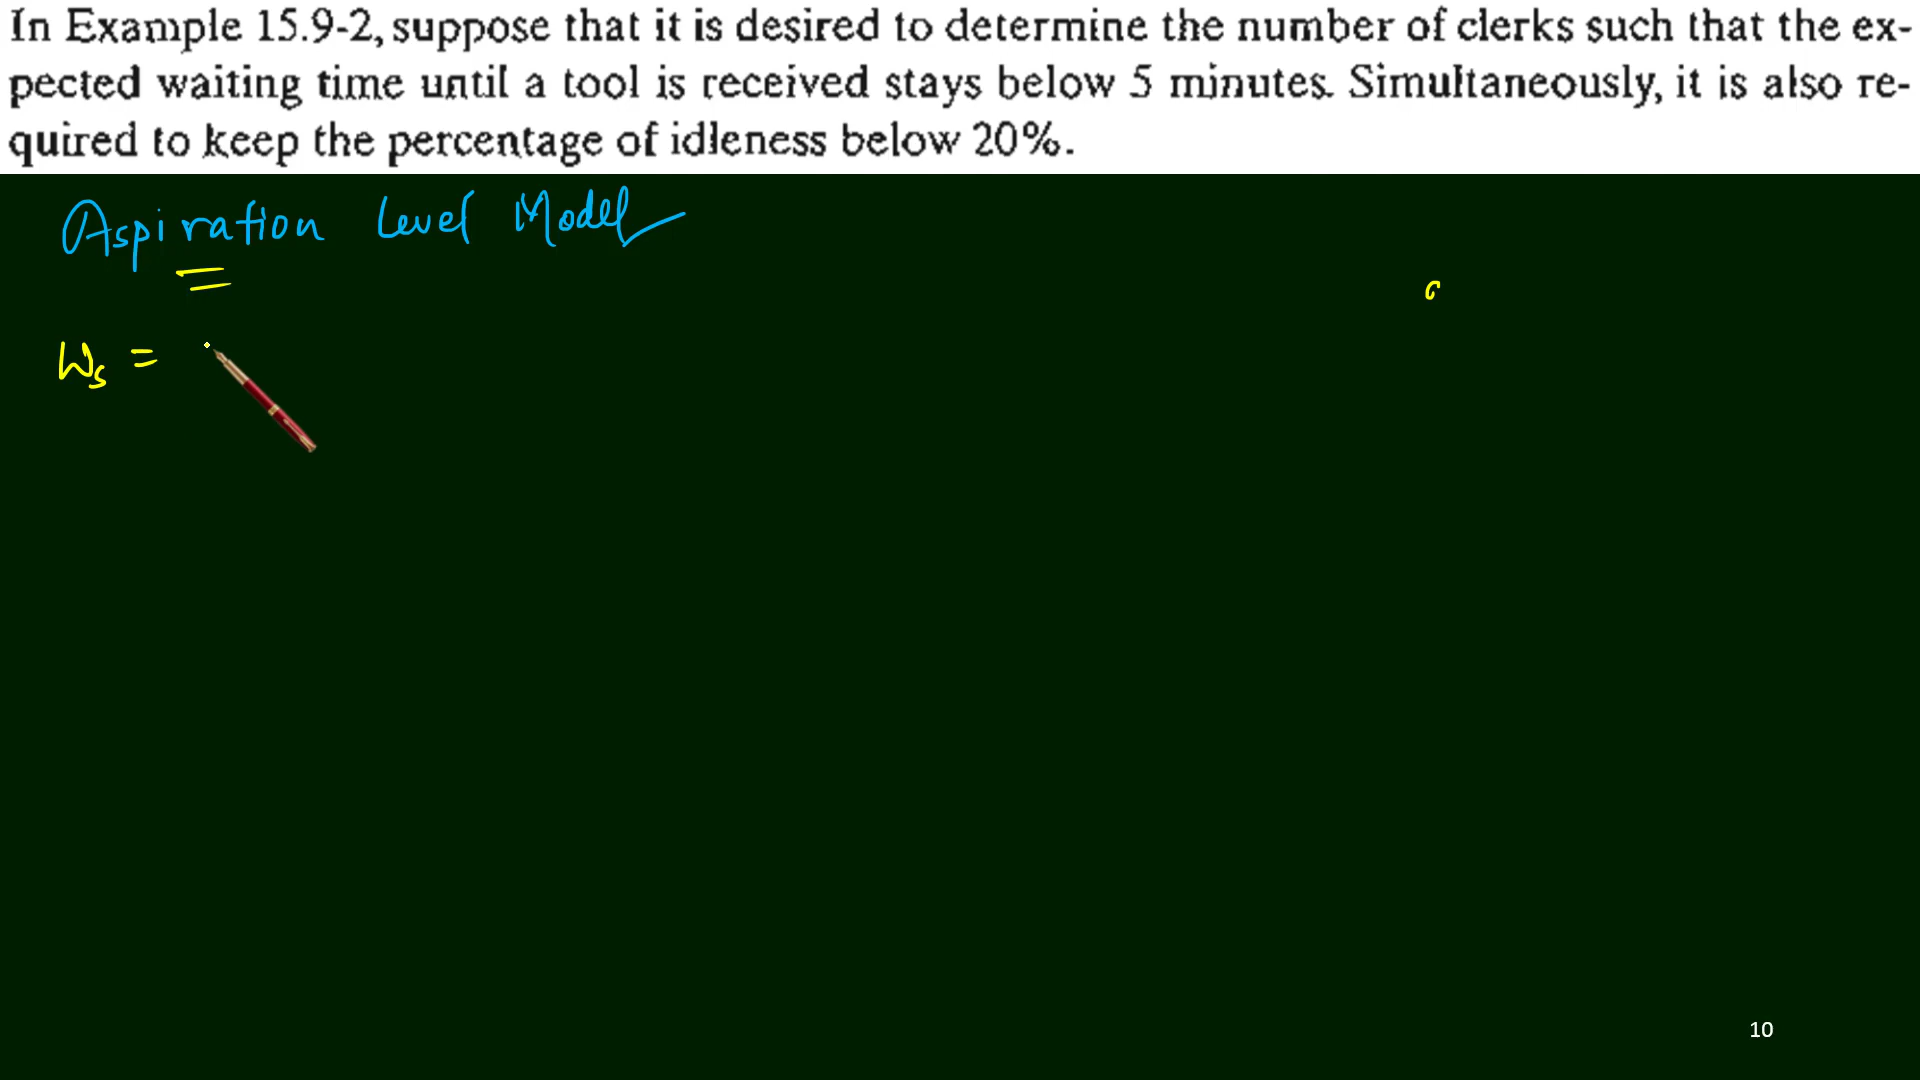 In Example 15.9-2, suppose that it is desired to determine the number of clerks such that the ex-
pected waiting time until a tool is received stays below 5 minutes. Simultaneously, it is also re-
quired to keep the percentage of idleness below 20%.
Aspiration Level Model
Ws =
10